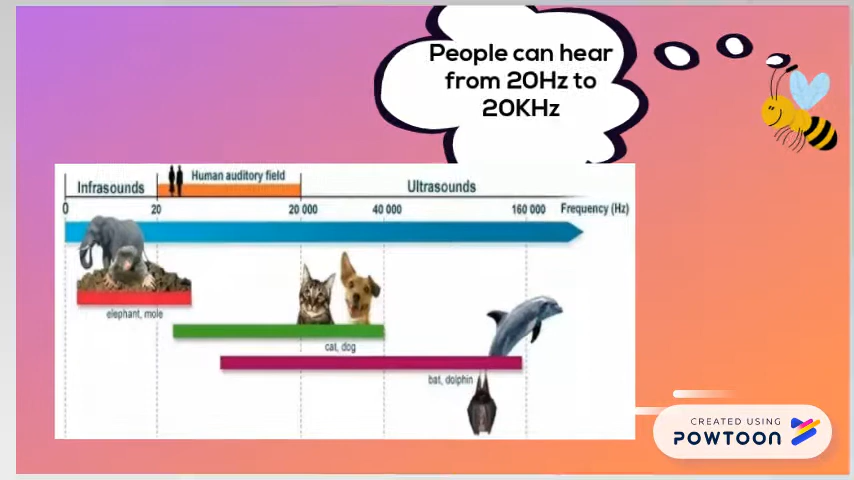 People can hear
from 20Hz to
20KHz
Human auditory field
Infrasounds
Ultrasounds
0 20 20 000 40 000 160 000 Frequency (Hz)
elephant, mole
cat, dog
bat, dolphin
CREATED USING
POWTOON